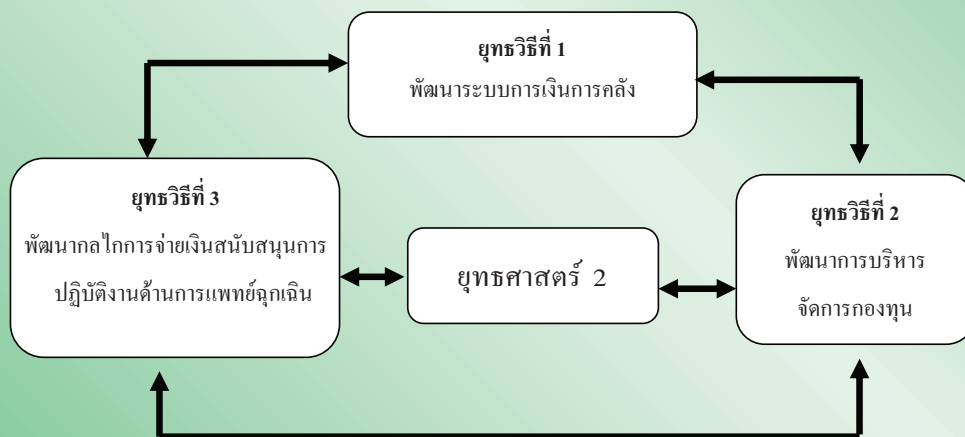 ยุทธวิธีที่ 1
พัฒนาระบบการเงินการคลัง
ยุทธวิธีที่ 3
พัฒนากลไกการจ่ายเงินสนับสนุนการ
ปฏิบัติงานด้านการแพทย์ฉุกเฉิน
ยุทธศาสตร์ 2
ยุทธวิธีที่ 2
พัฒนาการบริหาร
จัดการกองทุน